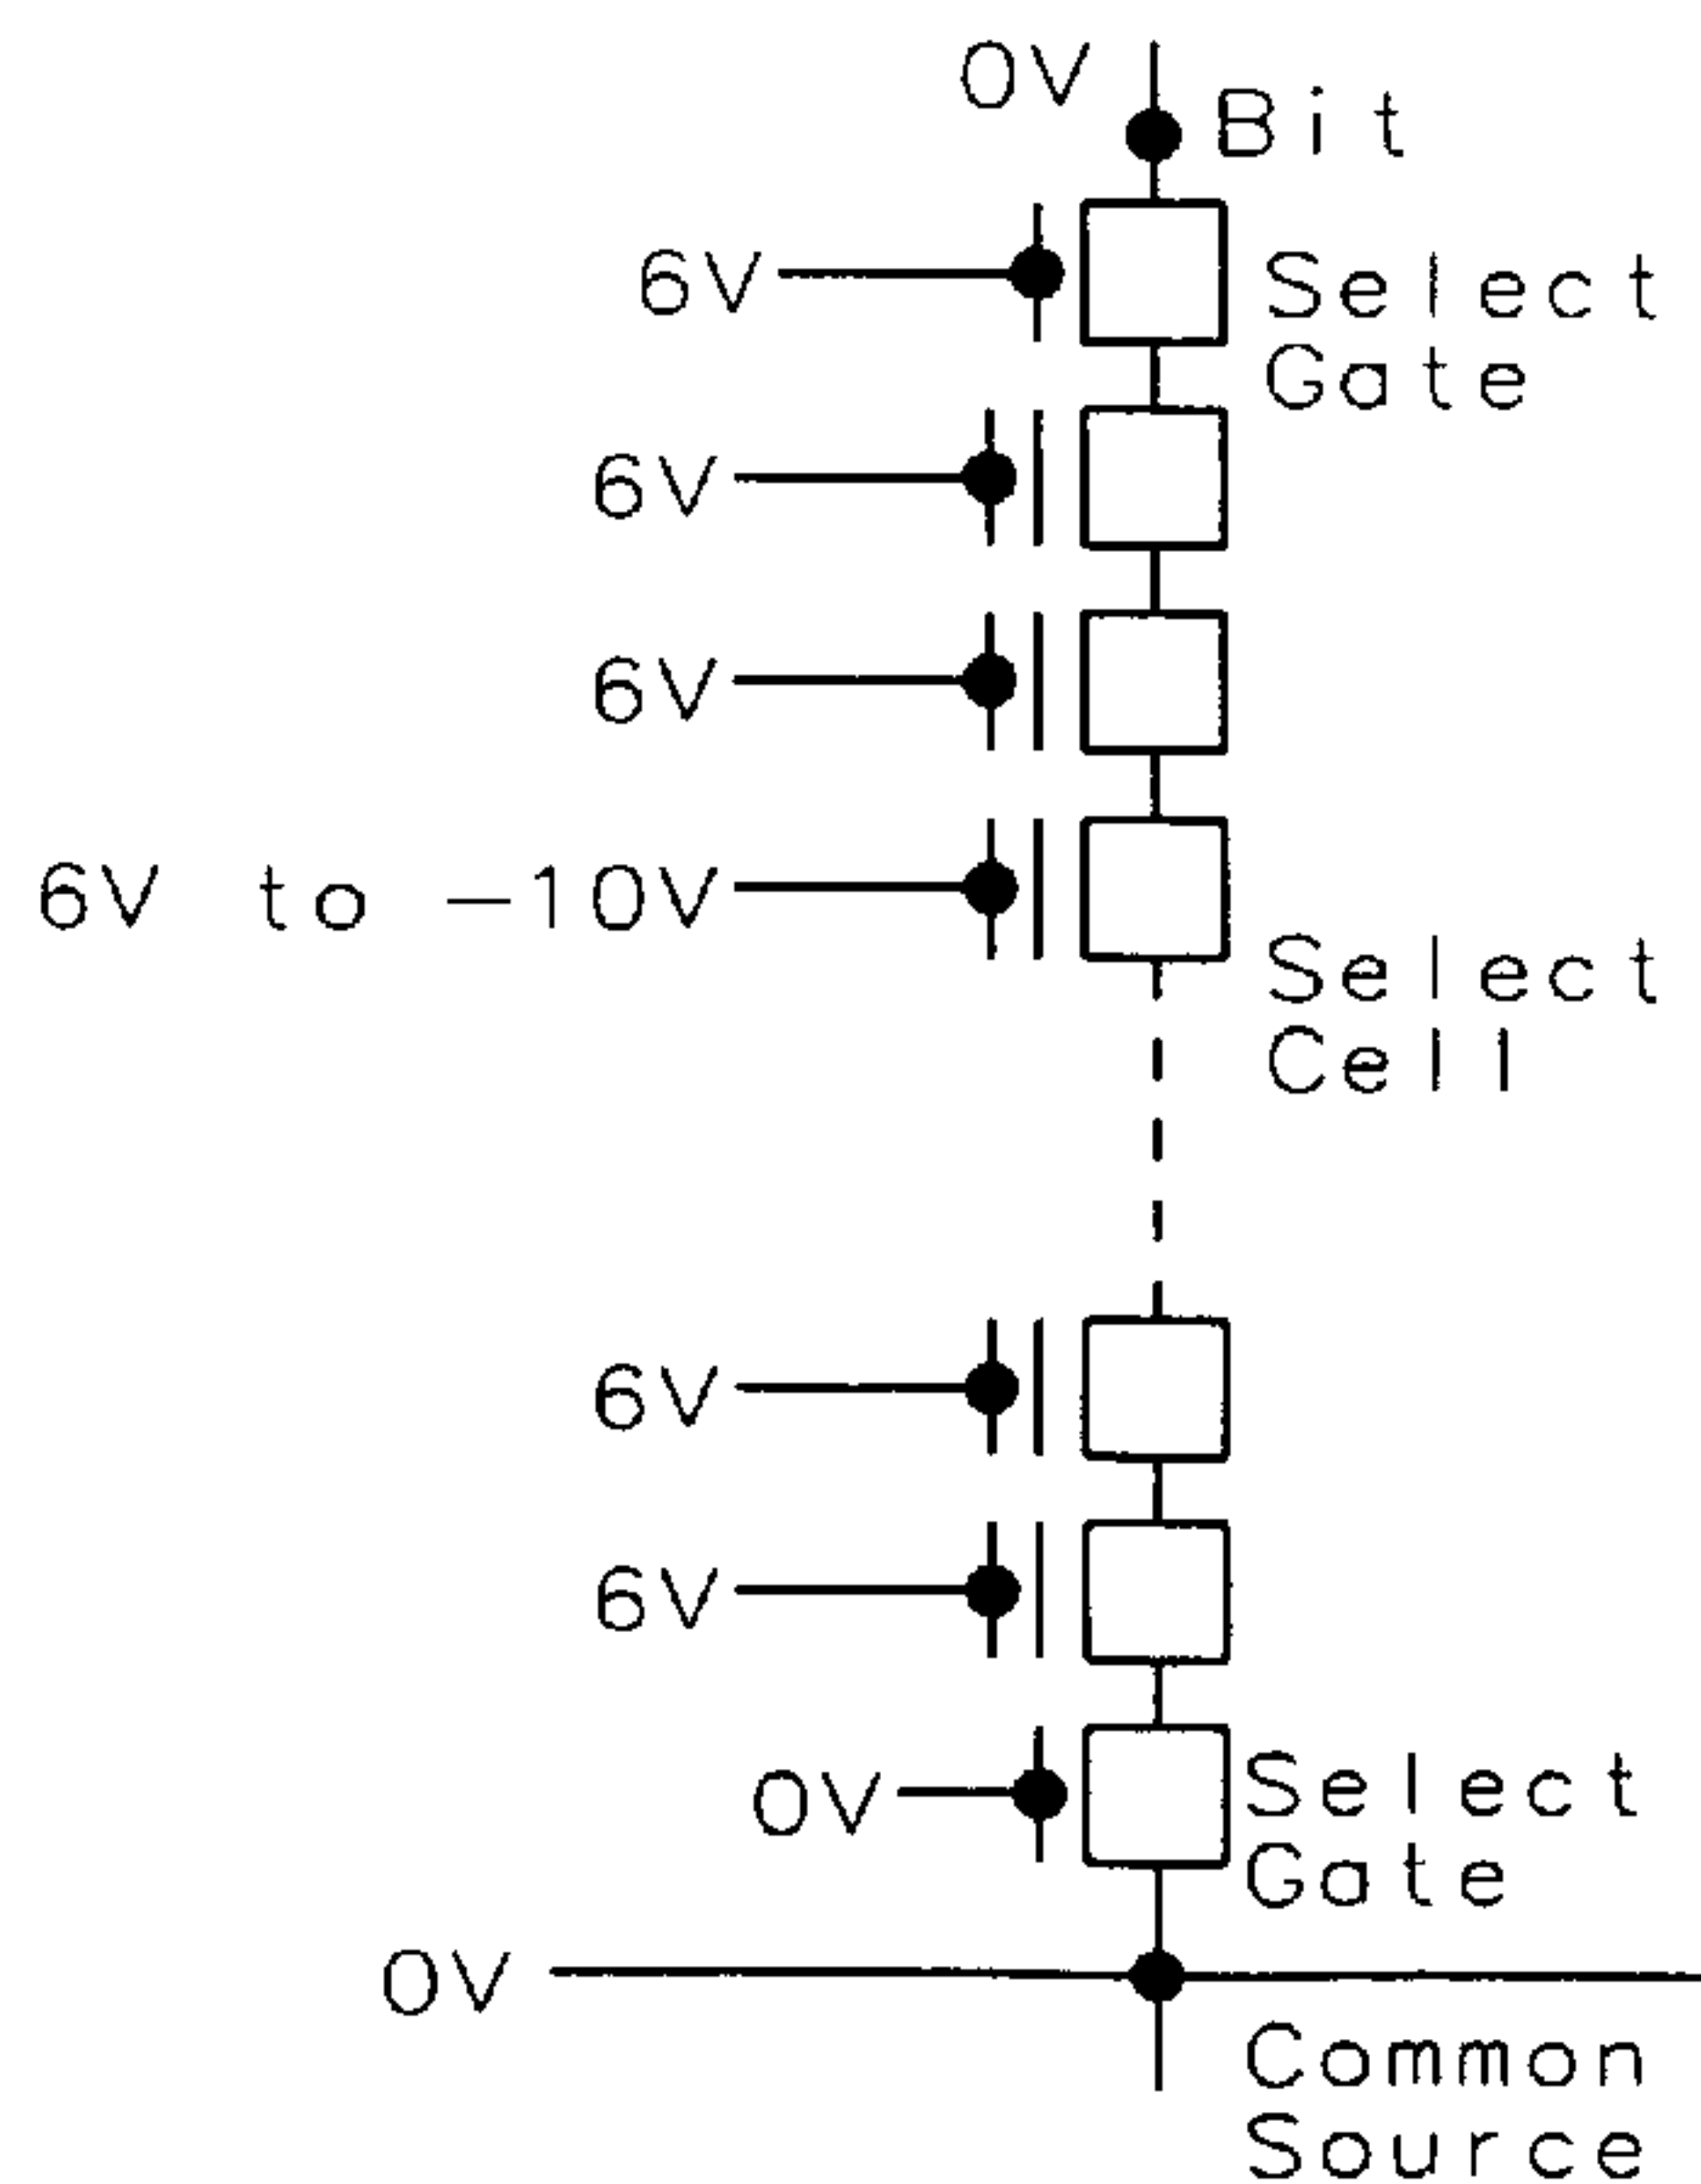 0V
Bit
6V
Select
Gate
6V
6V
6V to -10V
Select
Cell
6V
6V
0V
Select
Gate
0V
Common
Source